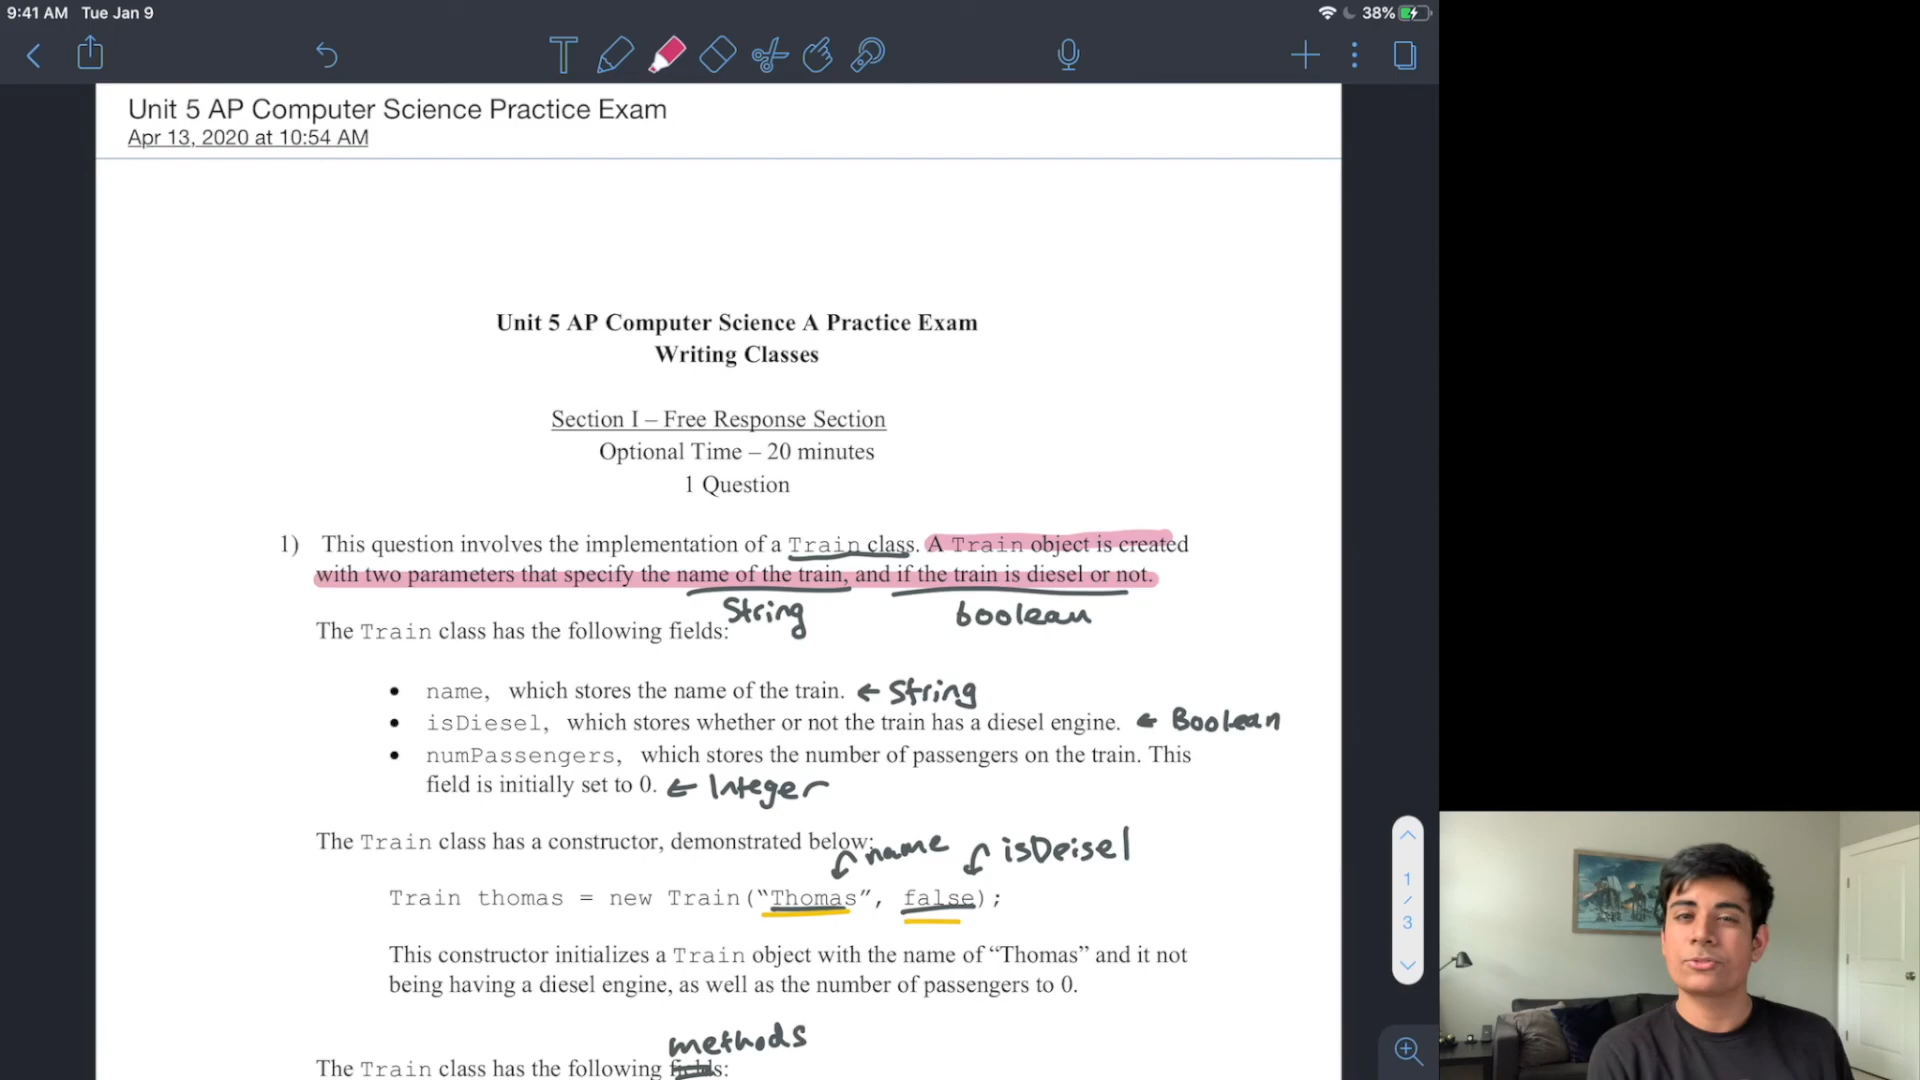 9:41 AM Tue Jan 9
38%
Unit 5 AP Computer Science Practice Exam
Apr 13, 2020 at 10:54 AM
Unit 5 AP Computer Science A Practice Exam
Writing Classes
Section I – Free Response Section
Optional Time – 20 minutes
1 Question
1) This question involves the implementation of a Train class. A Train object is created
with two parameters that specify the name of the train, and if the train is diesel or not.
String boolean
The Train class has the following fields:
• name, which stores the name of the train. ← String
• isDiesel, which stores whether or not the train has a diesel engine. ← Boolean
• numPassengers, which stores the number of passengers on the train. This
field is initially set to 0. ← Integer
The Train class has a constructor, demonstrated below:
name isDeisel
Train thomas = new Train(“Thomas”, false);
This constructor initializes a Train object with the name of “Thomas” and it not
being having a diesel engine, as well as the number of passengers to 0.
methods
The Train class has the following fields:
1
/
3